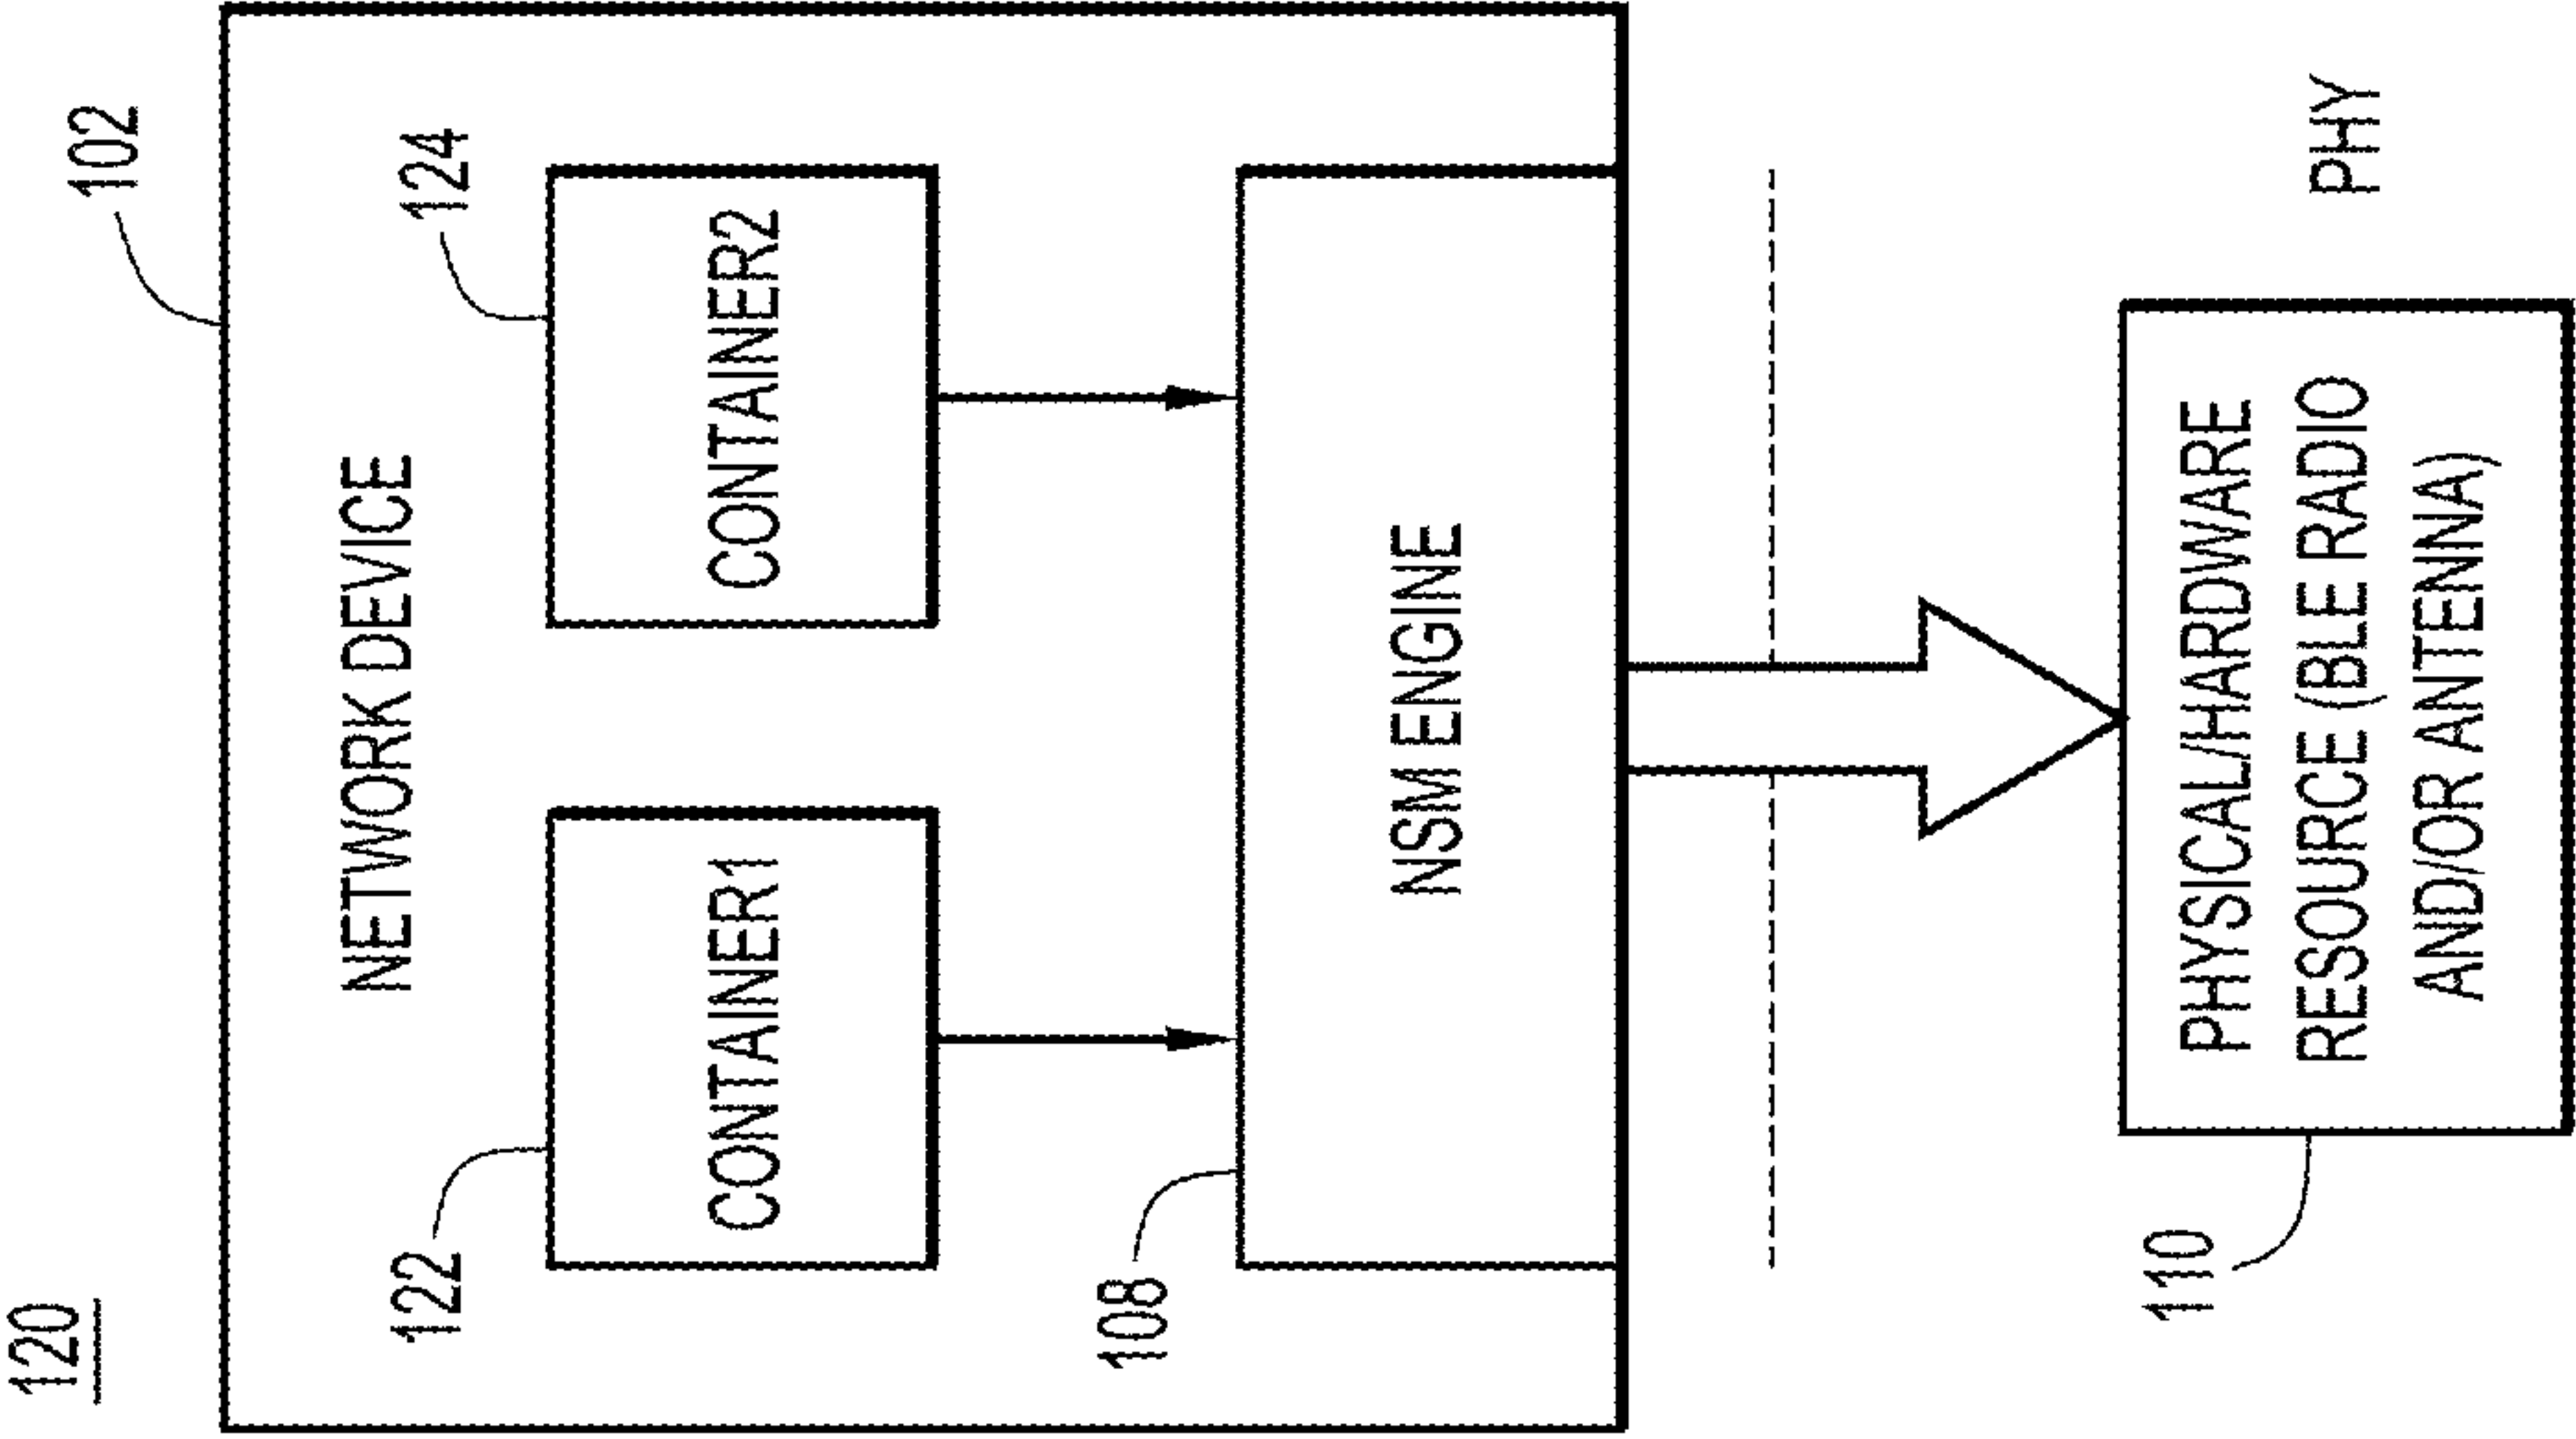 120
102
NETWORK DEVICE
122
124
CONTAINER1
CONTAINER2
108
NSM ENGINE
110
PHYSICAL/HARDWARE
RESOURCE (BLE RADIO
AND/OR ANTENNA)
PHY